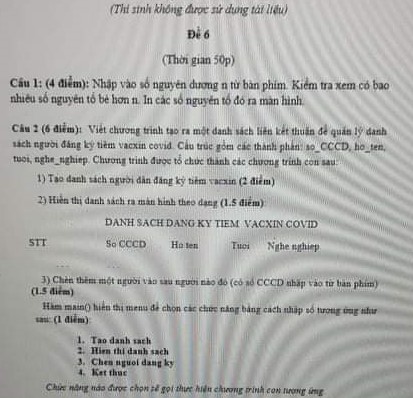 (Thí sinh không được sử dụng tài liệu)
Đề 6
(Thời gian 50p)
Câu 1: (4 điểm): Nhập vào số nguyên dương n từ bàn phím. Kiểm tra xem có bao
nhiêu số nguyên tố bé hơn n. In các số nguyên tố đó ra màn hình.
Câu 2 (6 điểm): Viết chương trình tạo ra một danh sách liên kết thuần để quản lý danh
sách người đăng ký tiêm vacxin covid. Cấu trúc gồm các thành phần: so_CCCD, ho_ten,
tuoi, nghe_nghiep. Chương trình được tổ chức thành các chương trình con sau:
1) Tạo danh sách người dân đăng ký tiêm vacxin (2 điểm)
2) Hiển thị danh sách ra màn hình theo dạng (1.5 điểm):
DANH SACH DANG KY TIEM VACXIN COVID
STT So CCCD Ho ten Tuoi Nghe nghiep
... ...
3) Chèn thêm một người vào sau người nào đó (có số CCCD nhập vào từ bàn phím)
(1.5 điểm)
Hàm main() hiển thị menu để chọn các chức năng bằng cách nhập số tương ứng như
sau: (1 điểm):
1. Tao danh sach
2. Hien thi danh sach
3. Chen nguoi dang ky
4. Ket thuc
Chức năng nào được chọn sẽ gọi thực hiện chương trình con tương ứng